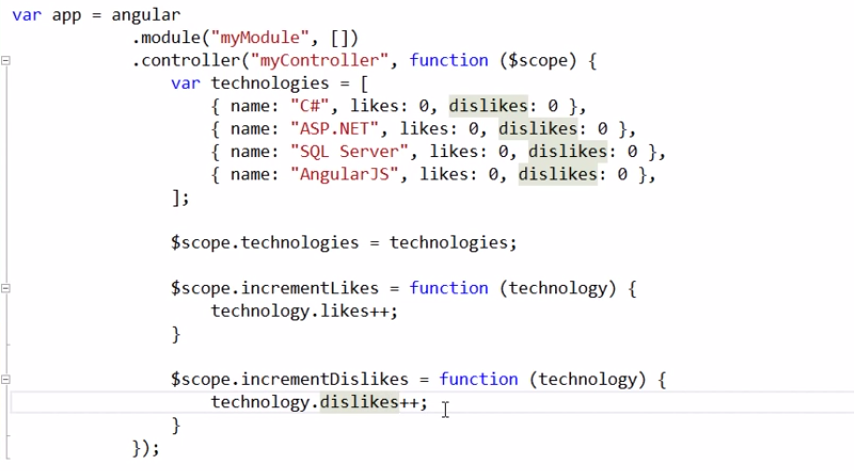 var app = angular
.module("myModule", [])
.controller("myController", function ($scope) {
var technologies = [
{ name: "C#", likes: 0, dislikes: 0 },
{ name: "ASP.NET", likes: 0, dislikes: 0 },
{ name: "SQL Server", likes: 0, dislikes: 0 },
{ name: "AngularJS", likes: 0, dislikes: 0 },
];
$scope.technologies = technologies;
$scope.incrementLikes = function (technology) {
technology.likes++;
}
$scope.incrementDislikes = function (technology) {
technology.dislikes++;
}
});